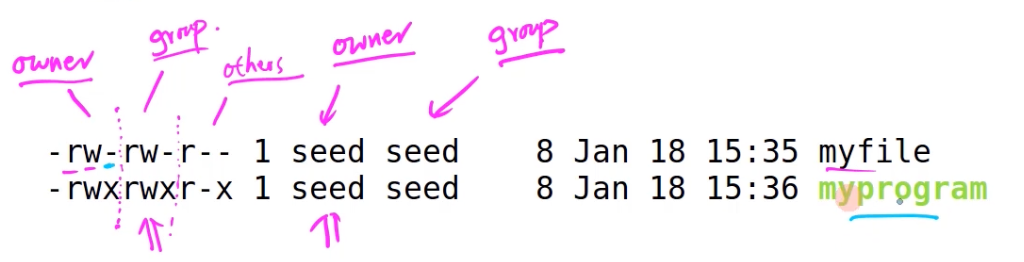 owner group. others owner group
-rw-rw-r-- 1 seed seed 8 Jan 18 15:35 myfile
-rwxrwxr-x 1 seed seed 8 Jan 18 15:36 myprogram